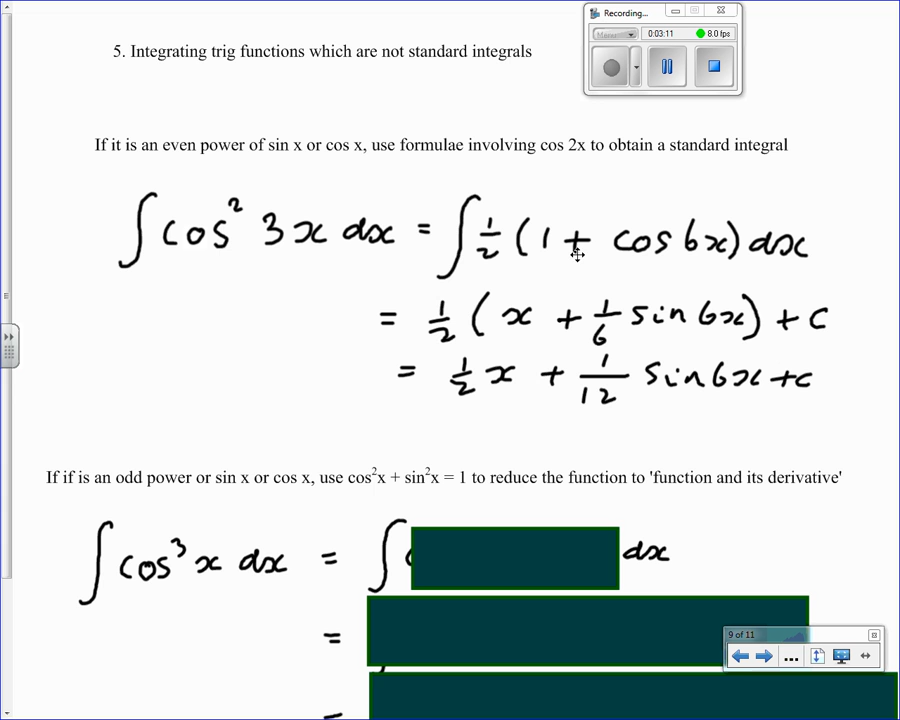 Recording...
Menu
0:03:11 8.0 fps
5. Integrating trig functions which are not standard integrals
If it is an even power of sin x or cos x, use formulae involving cos 2x to obtain a standard integral
∫ cos² 3x dx = ∫ ½ (1 + cos 6x) dx
= ½ (x + 1/6 sin 6x) + c
= ½ x + 1/12 sin 6x + c
If if is an odd power or sin x or cos x, use cos²x + sin²x = 1 to reduce the function to 'function and its derivative'
∫ cos³ x dx = ∫ dx
=
=
9 of 11
...